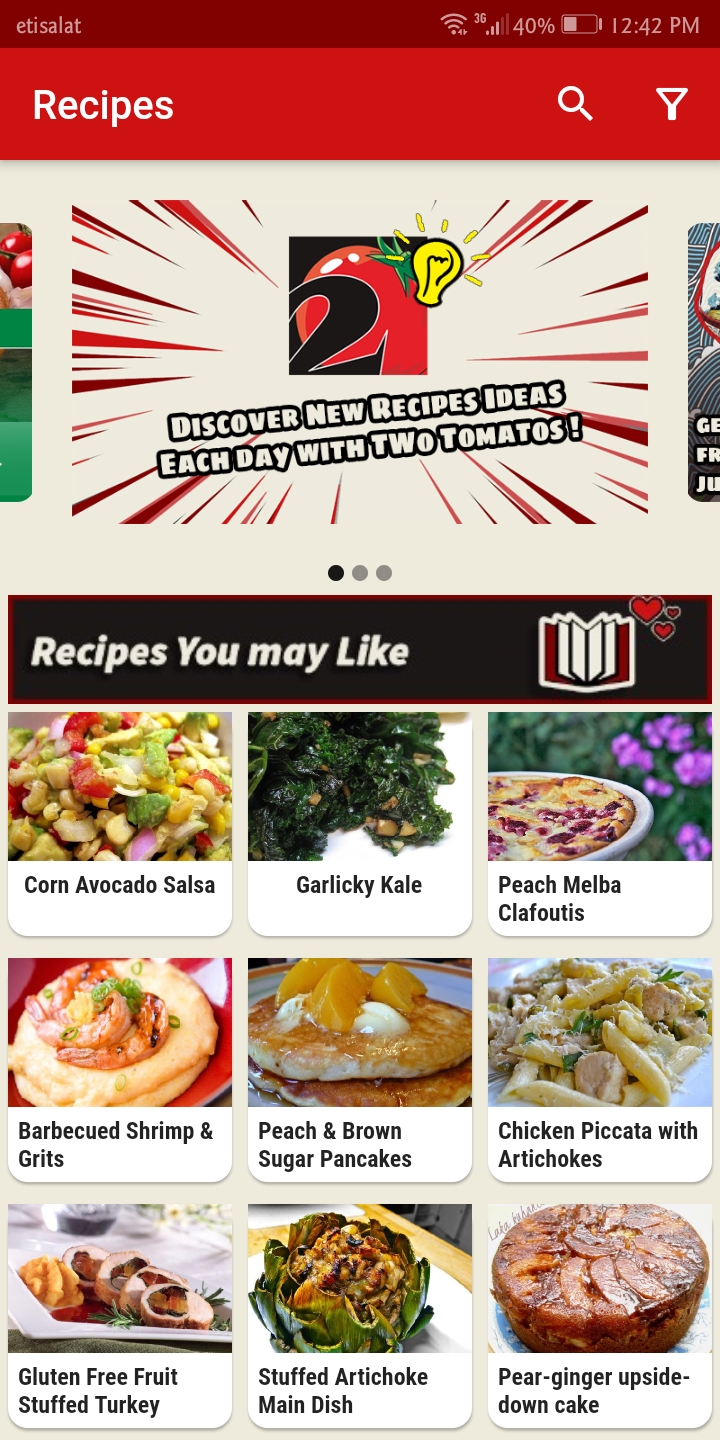 etisalat
3G 40% 12:42 PM
Recipes
2
Discover New Recipes Ideas
Each Day with TWo Tomatos !
GE
FR
JU
Recipes You may Like
Corn Avocado Salsa
Garlicky Kale
Peach Melba
Clafoutis
Barbecued Shrimp &
Grits
Peach & Brown
Sugar Pancakes
Chicken Piccata with
Artichokes
Gluten Free Fruit
Stuffed Turkey
Stuffed Artichoke
Main Dish
Pear-ginger upside-
down cake